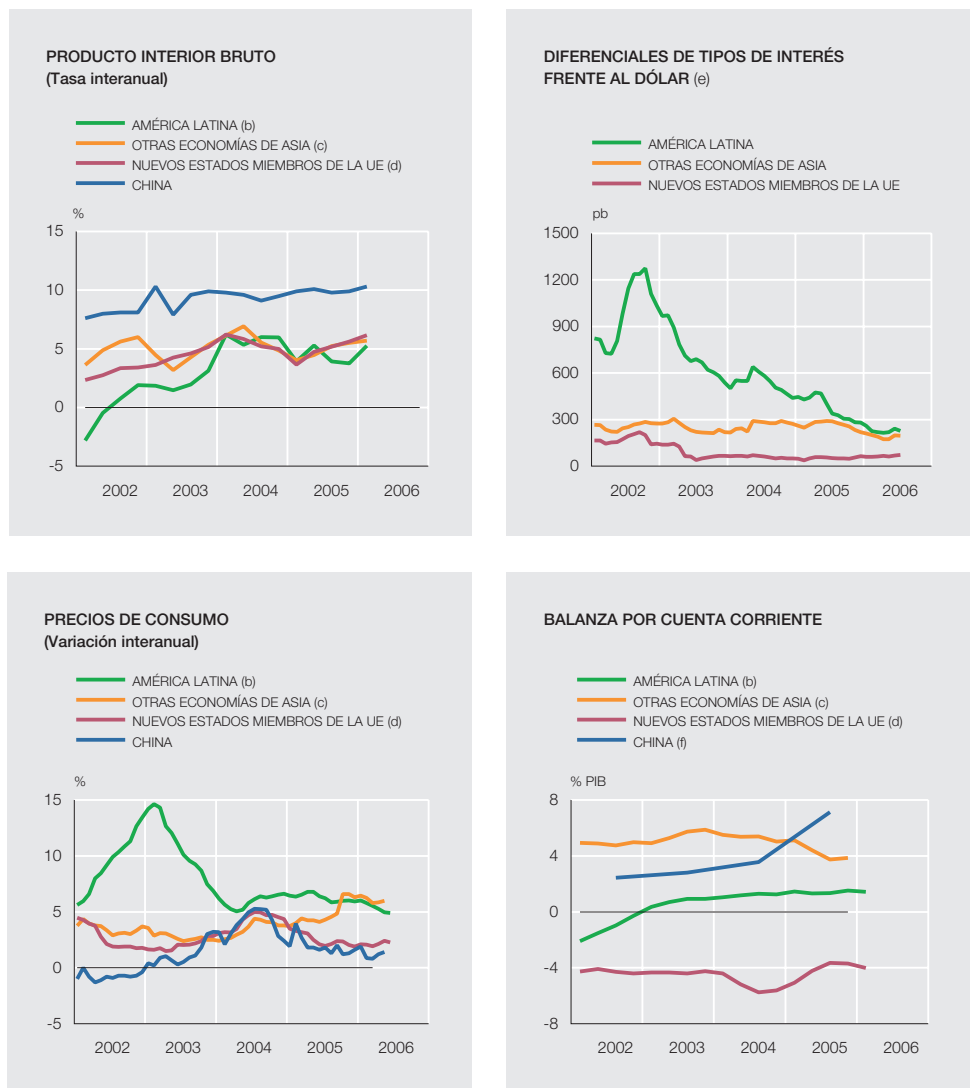 PRODUCTO INTERIOR BRUTO
(Tasa interanual)
AMÉRICA LATINA (b)
OTRAS ECONOMÍAS DE ASIA (c)
NUEVOS ESTADOS MIEMBROS DE LA UE (d)
CHINA
%
15
10
5
0
-5
2002 2003 2004 2005 2006
DIFERENCIALES DE TIPOS DE INTERÉS
FRENTE AL DÓLAR (e)
AMÉRICA LATINA
OTRAS ECONOMÍAS DE ASIA
NUEVOS ESTADOS MIEMBROS DE LA UE
pb
1500
1200
900
600
300
0
2002 2003 2004 2005 2006
PRECIOS DE CONSUMO
(Variación interanual)
AMÉRICA LATINA (b)
OTRAS ECONOMÍAS DE ASIA (c)
NUEVOS ESTADOS MIEMBROS DE LA UE (d)
CHINA
%
15
10
5
0
-5
2002 2003 2004 2005 2006
BALANZA POR CUENTA CORRIENTE
AMÉRICA LATINA (b)
OTRAS ECONOMÍAS DE ASIA (c)
NUEVOS ESTADOS MIEMBROS DE LA UE (d)
CHINA (f)
% PIB
8
4
0
-4
-8
2002 2003 2004 2005 2006